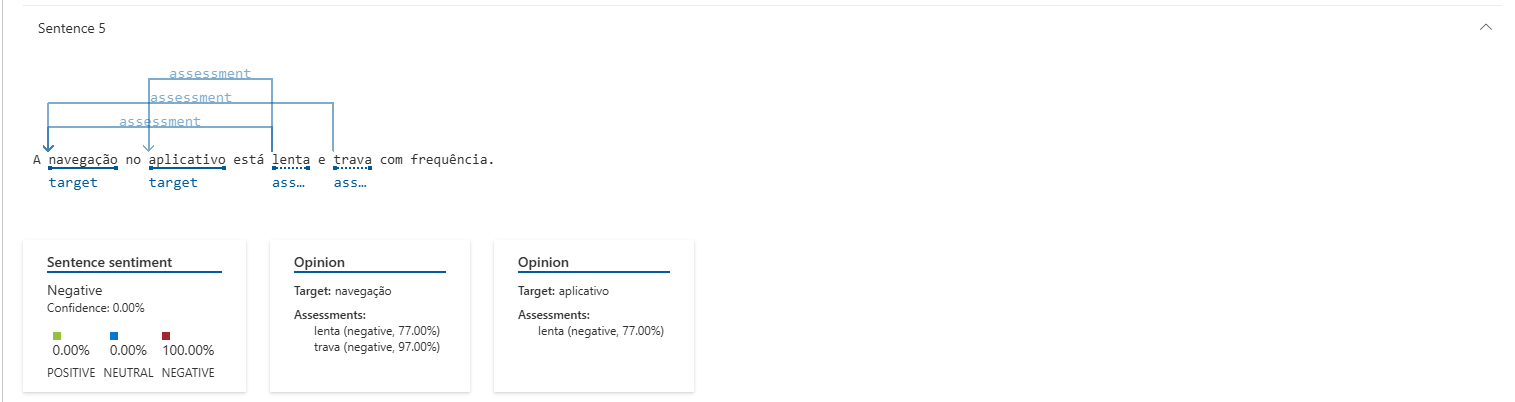 Sentence 5
assessment
assessment
assessment
A navegação no aplicativo está lenta e trava com frequência.
target target ass… ass…
Sentence sentiment
Negative
Confidence: 0.00%
0.00% 0.00% 100.00%
POSITIVE NEUTRAL NEGATIVE
Opinion
Target: navegação
Assessments:
lenta (negative, 77.00%)
trava (negative, 97.00%)
Opinion
Target: aplicativo
Assessments:
lenta (negative, 77.00%)